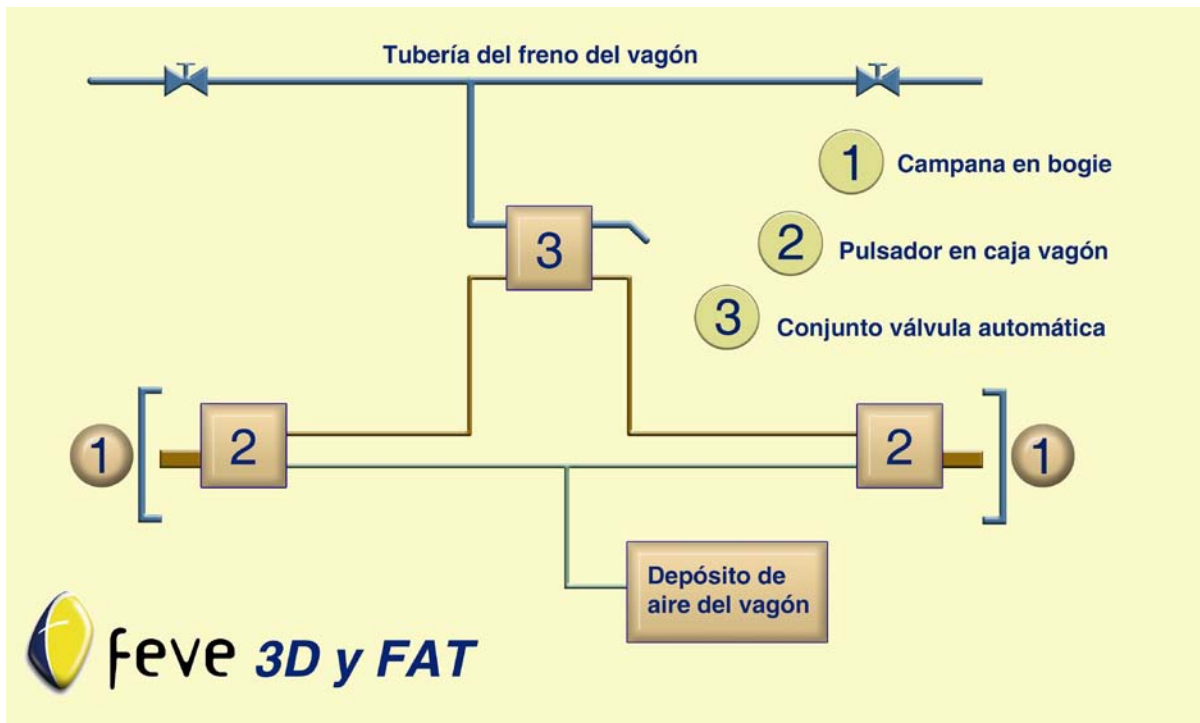 Tubería del freno del vagón
1 Campana en bogie
2 Pulsador en caja vagón
3
3 Conjunto válvula automática
1 2 2 1
Depósito de
aire del vagón
feve 3D y FAT